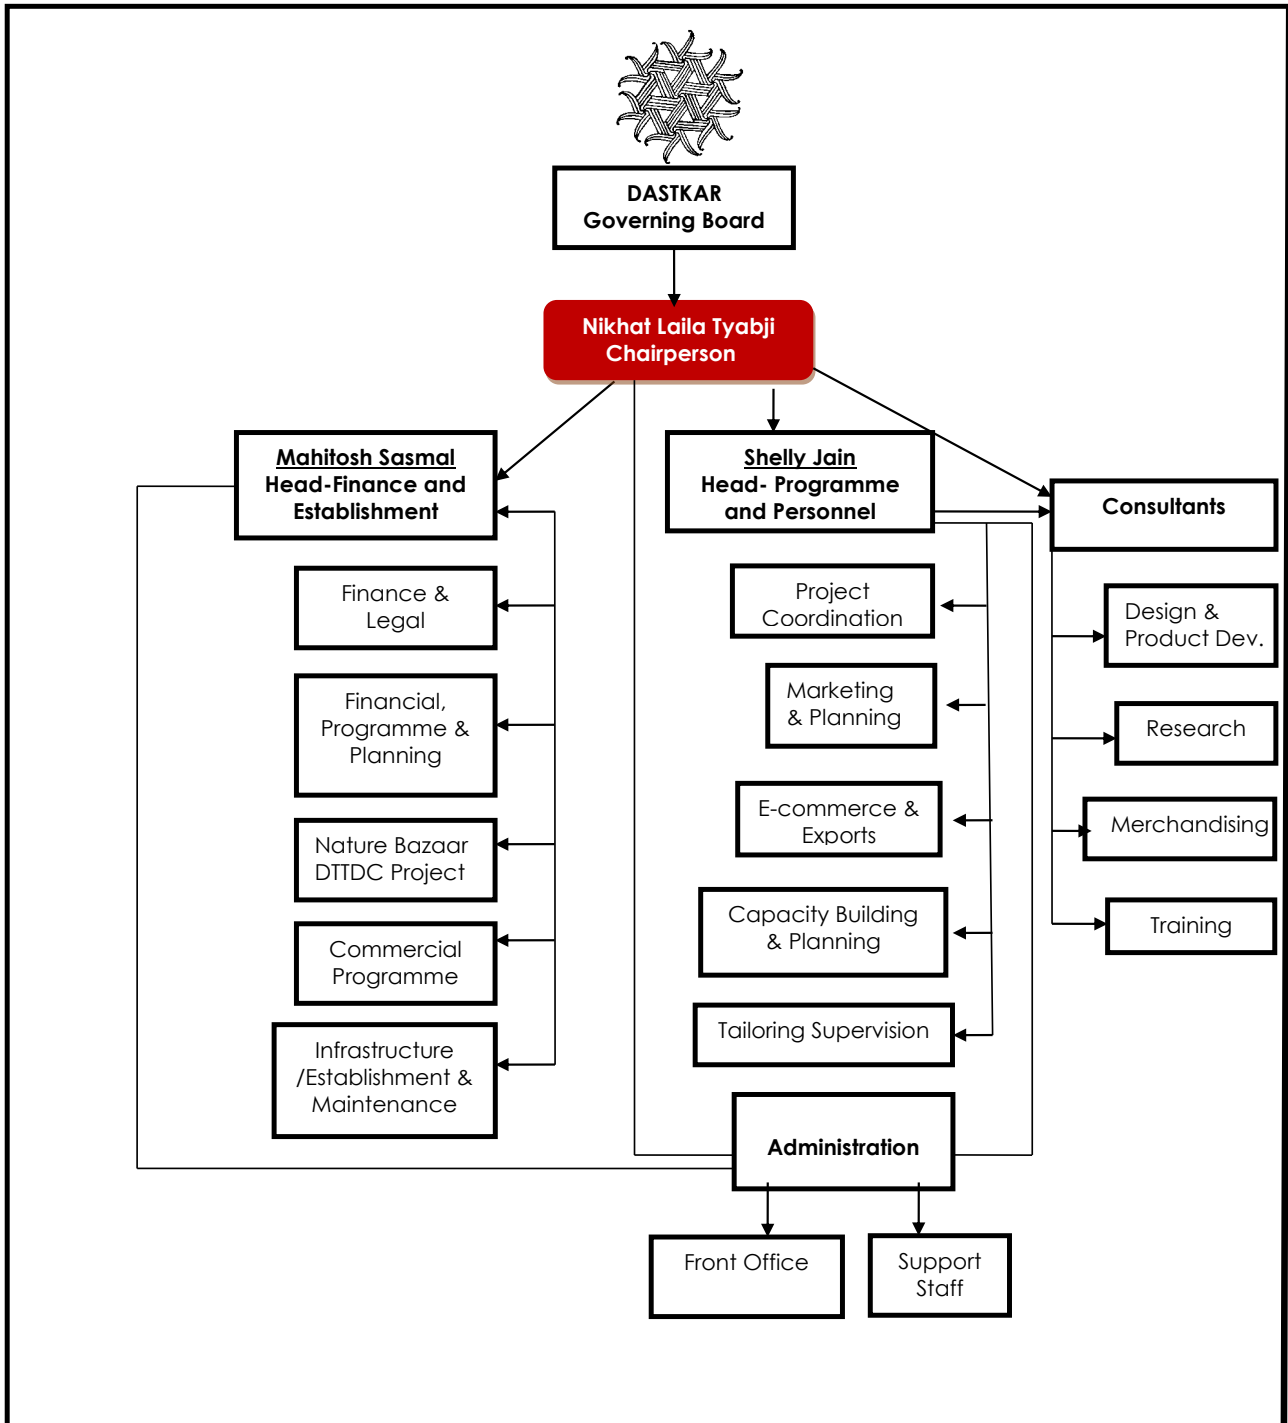 DASTKAR
Governing Board
Nikhat Laila Tyabji
Chairperson
Mahitosh Sasmal
Head-Finance and
Establishment
Shelly Jain
Head- Programme
and Personnel
Consultants
Finance &
Legal
Financial,
Programme &
Planning
Nature Bazaar
DTTDC Project
Commercial
Programme
Infrastructure
/Establishment &
Maintenance
Project
Coordination
Marketing
& Planning
E-commerce &
Exports
Capacity Building
& Planning
Tailoring Supervision
Design &
Product Dev.
Research
Merchandising
Training
Administration
Front Office
Support
Staff